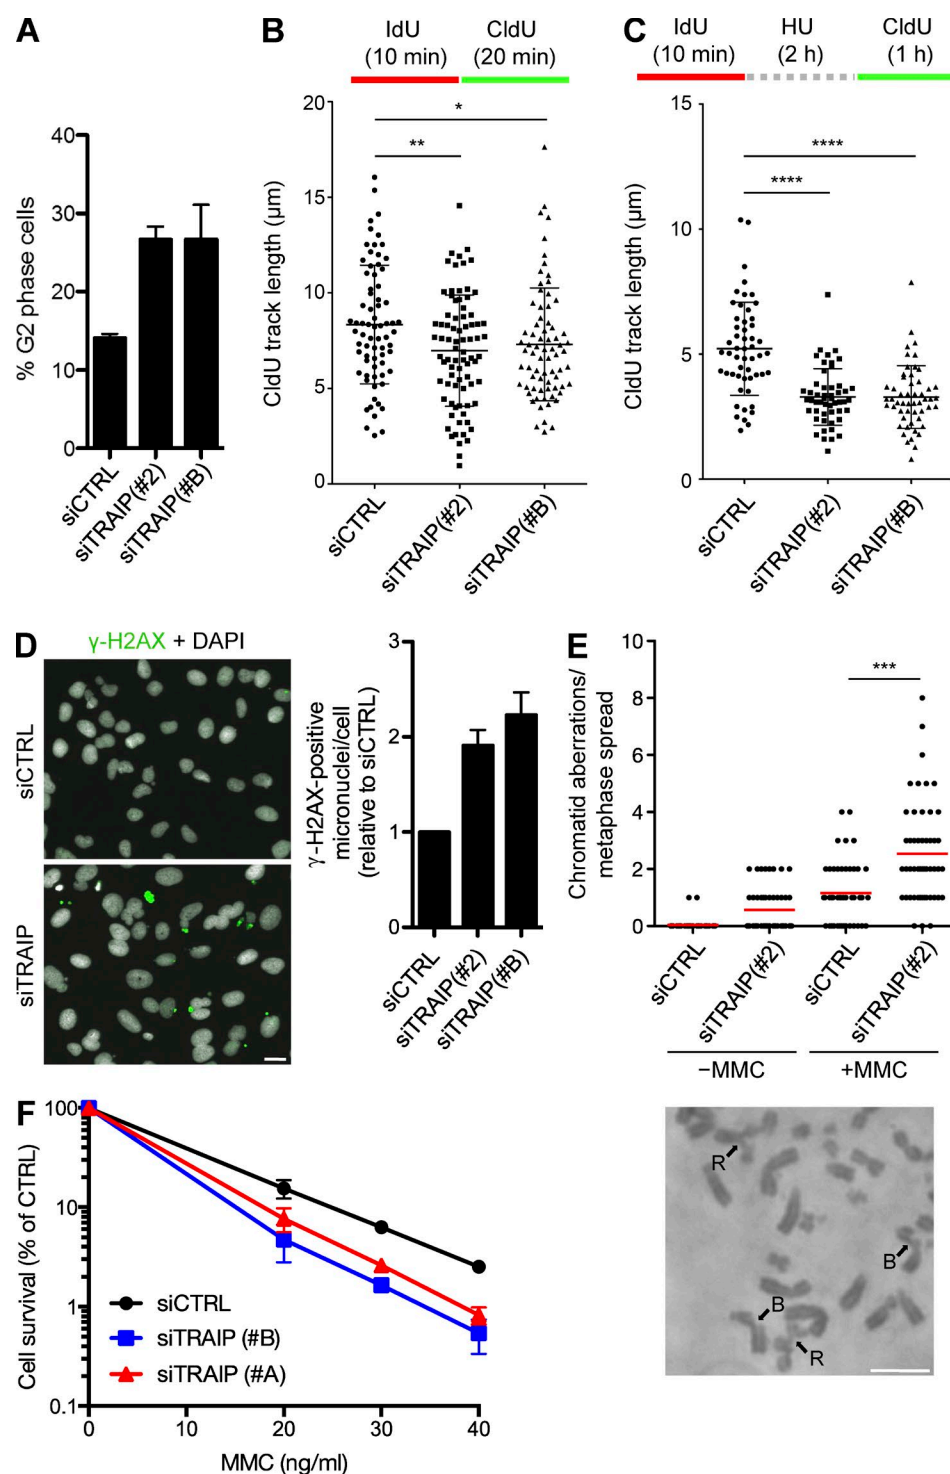 A
% G2 phase cells
40
30
20
10
0
siCTRL
siTRAIP(#2)
siTRAIP(#B)
B
IdU
(10 min)
CldU
(20 min)
CldU track length (μm)
20
15
10
5
0
*
**
siCTRL
siTRAIP(#2)
siTRAIP(#B)
C
IdU
(10 min)
HU
(2 h)
CldU
(1 h)
CldU track length (μm)
15
10
5
0
****
****
siCTRL
siTRAIP(#2)
siTRAIP(#B)
D
γ-H2AX + DAPI
siCTRL
siTRAIP
γ-H2AX-positive
micronuclei/cell
(relative to siCTRL)
3
2
1
0
siCTRL
siTRAIP(#2)
siTRAIP(#B)
E
Chromatid aberrations/
metaphase spread
10
8
6
4
2
0
***
siCTRL
siTRAIP(#2)
siCTRL
siTRAIP(#2)
−MMC
+MMC
R
B
B
R
F
Cell survival (% of CTRL)
100
10
1
0.1
siCTRL
siTRAIP (#B)
siTRAIP (#A)
0
10
20
30
40
MMC (ng/ml)